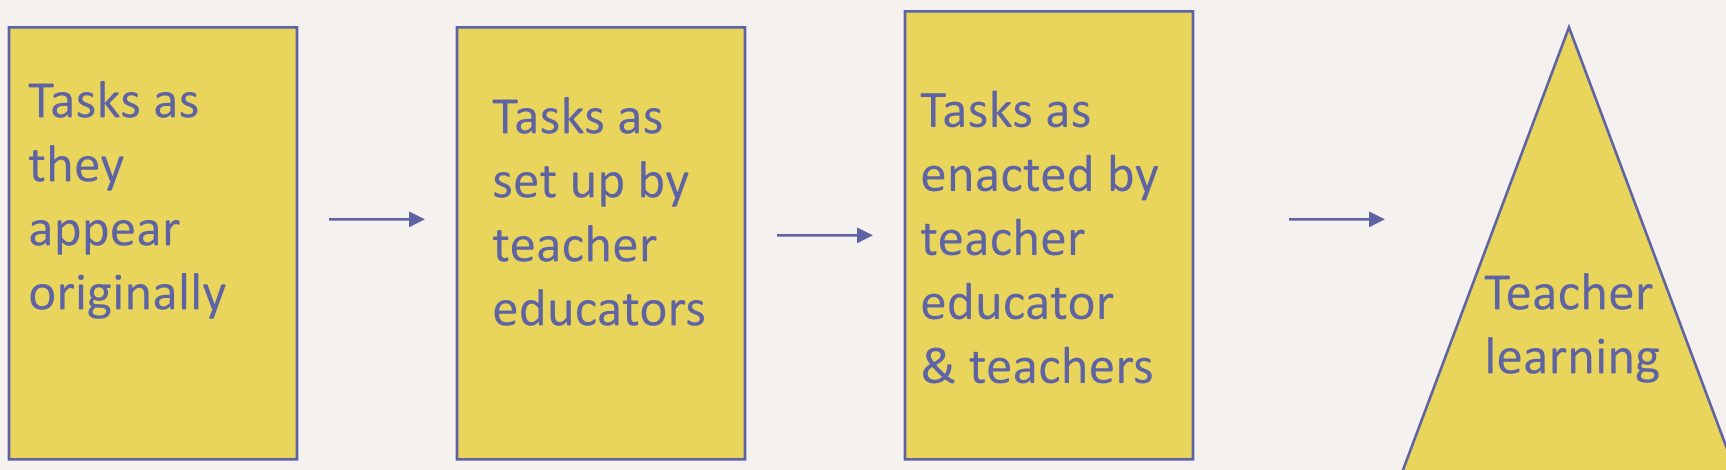 Tasks as
they
appear
originally
Tasks as
set up by
teacher
educators
Tasks as
enacted by
teacher
educator
& teachers
Teacher
learning